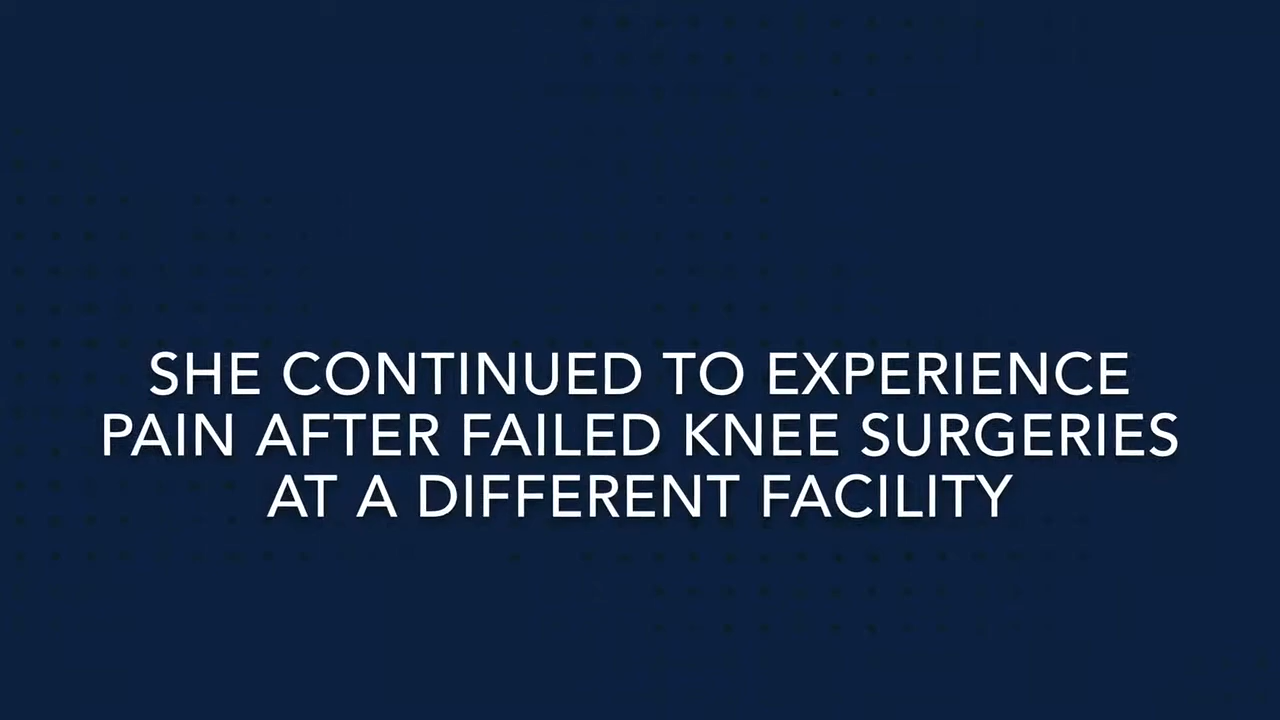 SHE CONTINUED TO EXPERIENCE
PAIN AFTER FAILED KNEE SURGERIES
AT A DIFFERENT FACILITY